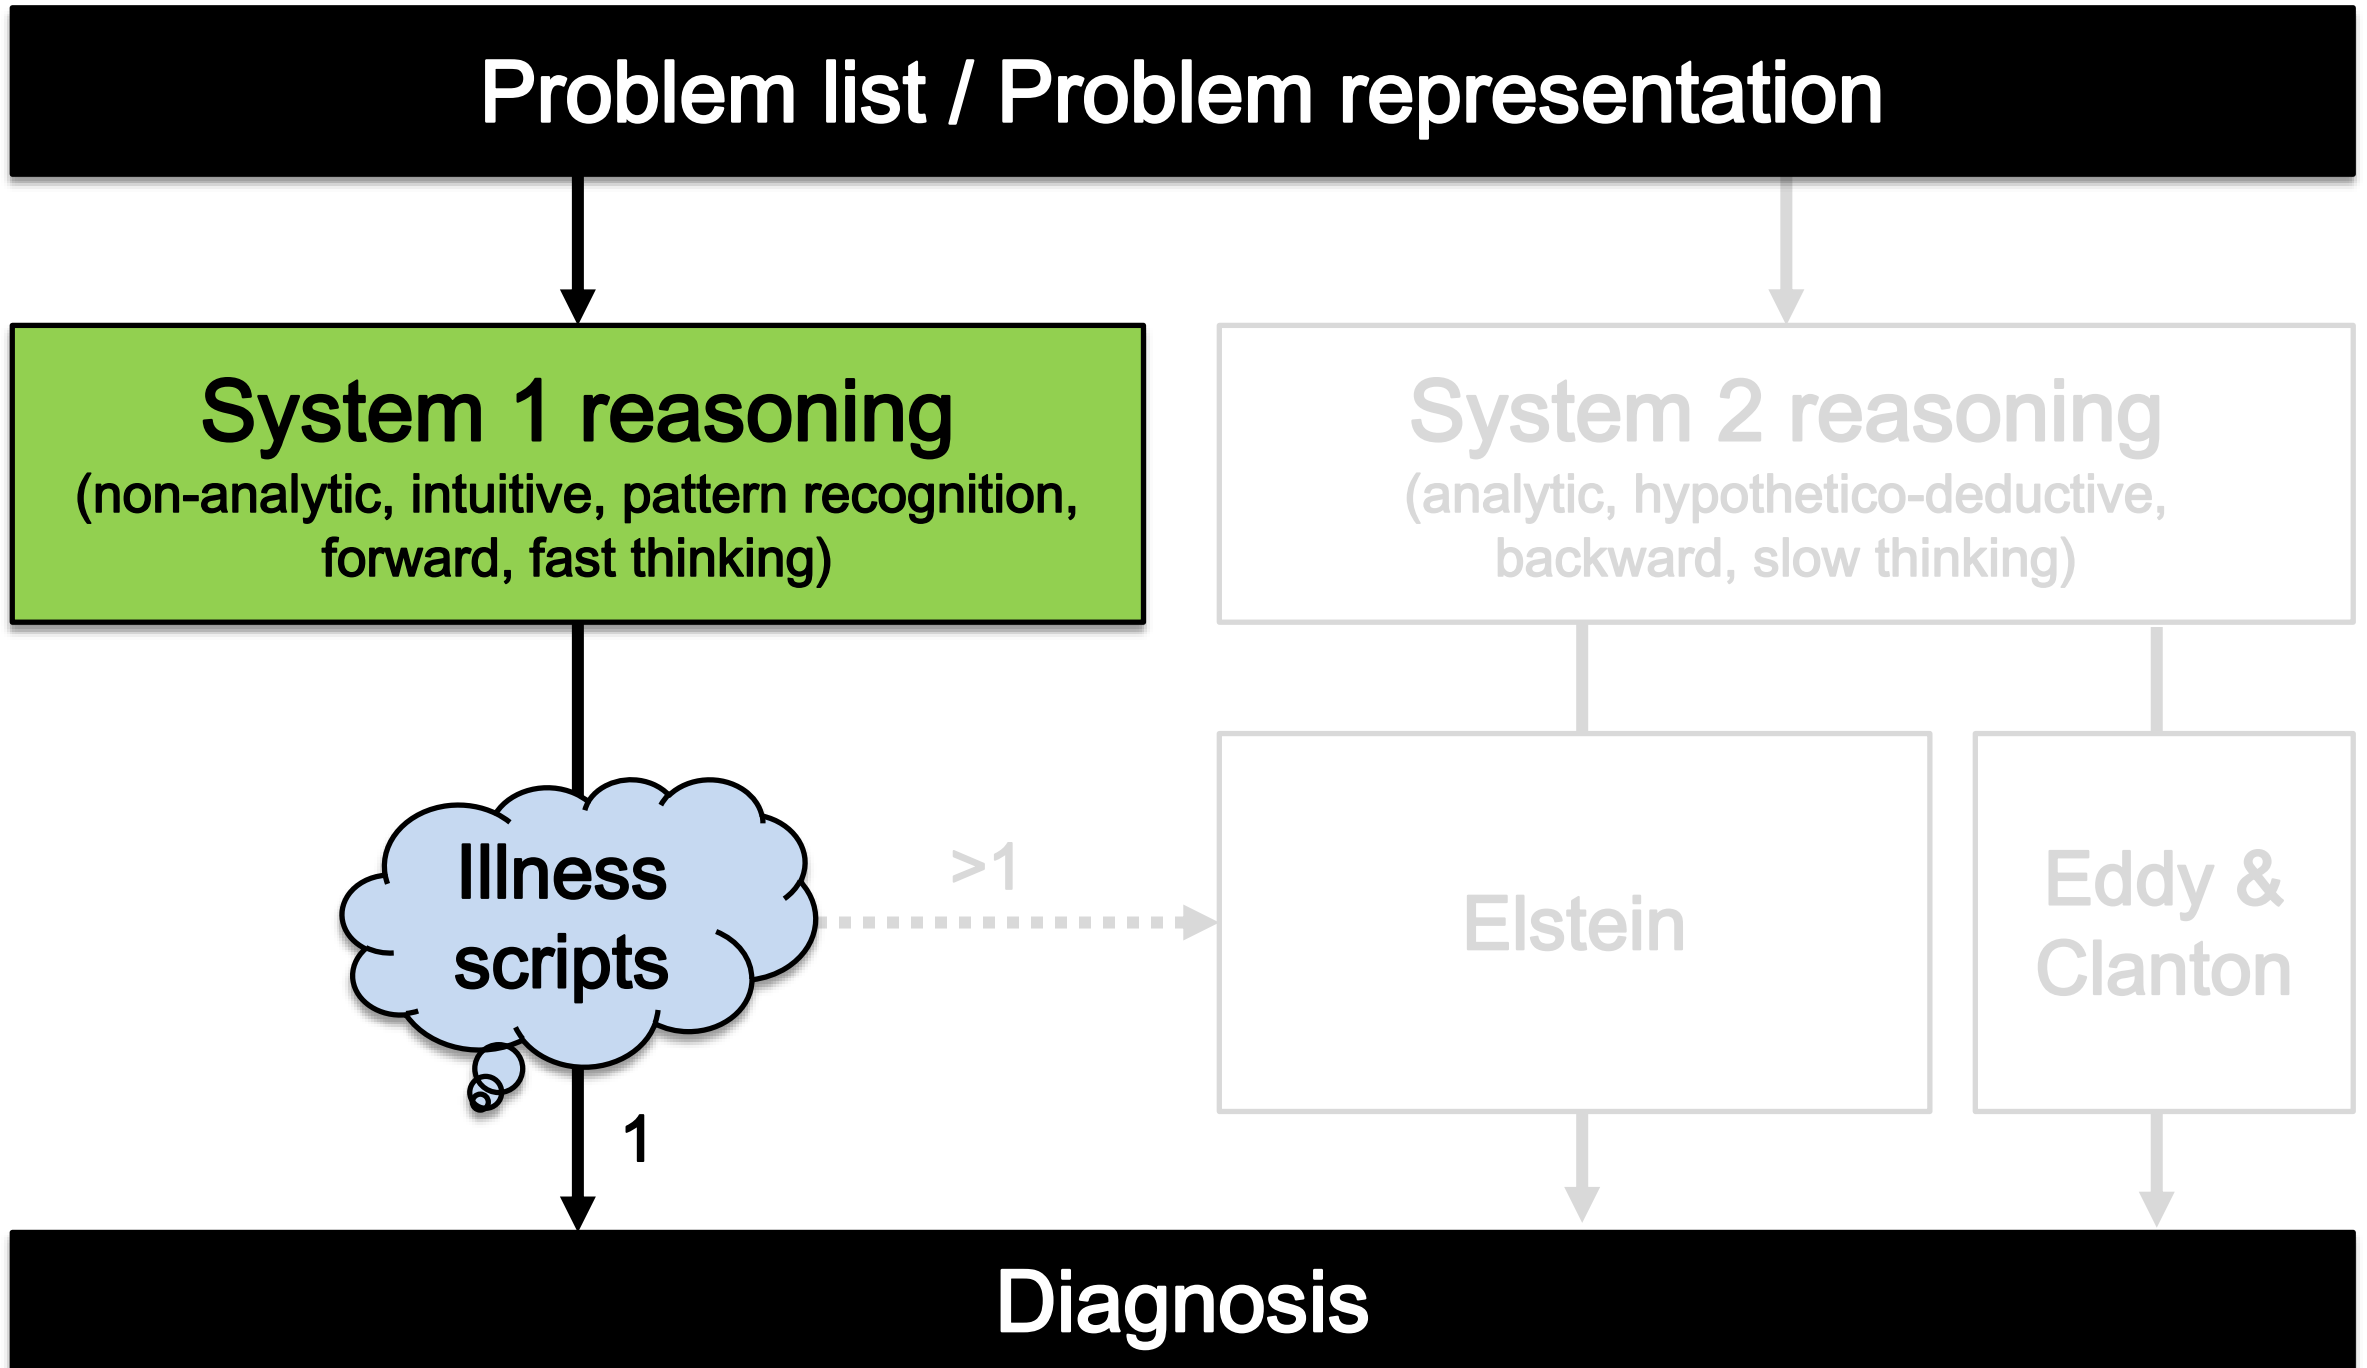 Problem list / Problem representation
System 1 reasoning
(non-analytic, intuitive, pattern recognition,
forward, fast thinking)
System 2 reasoning
(analytic, hypothetico-deductive,
backward, slow thinking)
Illness
scripts
>1
Elstein
Eddy &
Clanton
1
Diagnosis